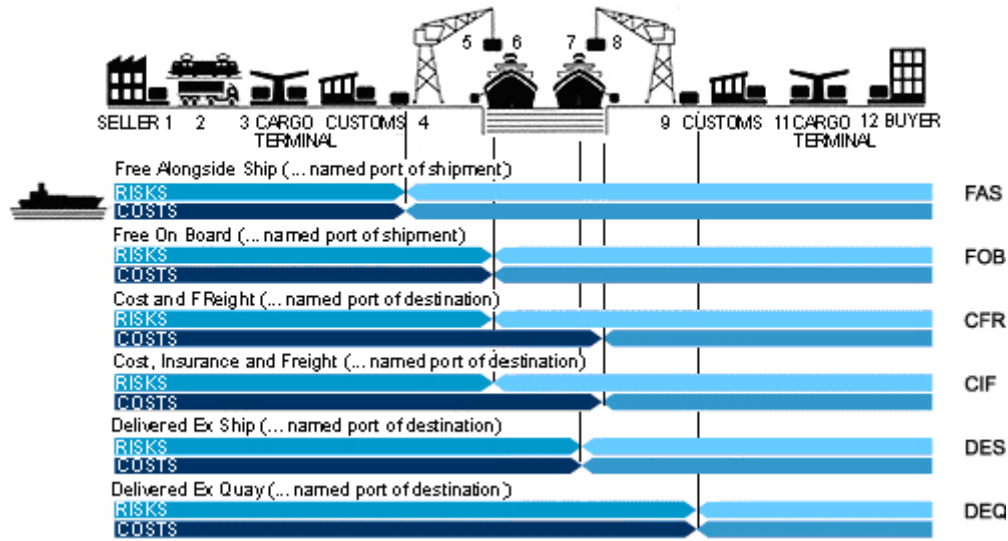 5 6 7 8
SELLER 1 2 3 CARGO TERMINAL CUSTOMS 4 9 CUSTOMS 11 CARGO TERMINAL 12 BUYER
Free Alongside Ship (... named port of shipment)
RISKS FAS
COSTS
Free On Board (... named port of shipment)
RISKS FOB
COSTS
Cost and FReight (... named port of destination)
RISKS CFR
COSTS
Cost, Insurance and Freight (... named port of destination)
RISKS CIF
COSTS
Delivered Ex Ship (... named port of destination)
RISKS DES
COSTS
Delivered Ex Quay (... named port of destination)
RISKS DEQ
COSTS